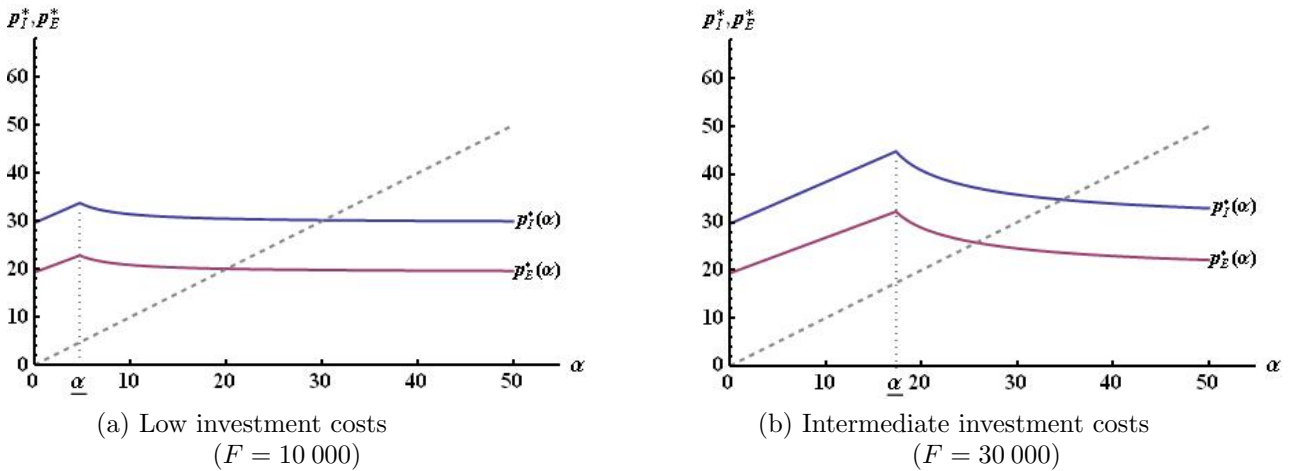 p*_I, p*_E
60
50
40
30
20
10
0
0 10 20 30 40 50
α
α
p*_I(α)
p*_E(α)
(a) Low investment costs
(F = 10 000)
p*_I, p*_E
60
50
40
30
20
10
0
0 10 20 30 40 50
α
α
p*_I(α)
p*_E(α)
(b) Intermediate investment costs
(F = 30 000)